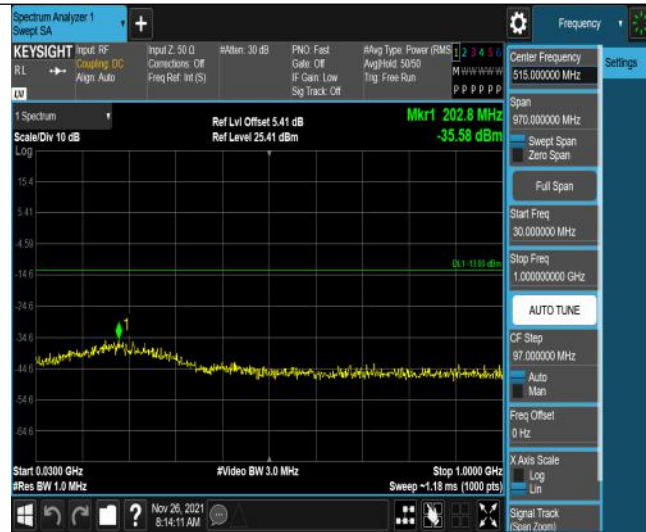 Spectrum Analyzer 1
Swept SA
Frequency
KEYSIGHT
RL
Input: RF
Coupling: DC
Align: Auto
Input Z: 50 Ω
Corrections: Off
Freq Ref: Int (S)
#Atten: 30 dB
PNO: Fast
Gate: Off
IF Gain: Low
Sig Track: Off
#Avg Type: Power (RMS
Avg|Hold: 50/50
Trig: Free Run
1 2 3 4 5 6
M W W W W W
P P P P P P
LXI
1 Spectrum
Scale/Div 10 dB
Log
Ref Lvl Offset 5.41 dB
Ref Level 25.41 dBm
Mkr1 202.8 MHz
-35.58 dBm
15.4
5.41
-4.59
-14.6
-24.6
-34.6
-44.6
-54.6
-64.6
DL1 -13.00 dBm
1
Start 0.0300 GHz
#Res BW 1.0 MHz
#Video BW 3.0 MHz
Stop 1.0000 GHz
Sweep ~1.18 ms (1000 pts)
Nov 26, 2021
8:14:11 AM
Center Frequency
515.000000 MHz
Settings
Span
970.000000 MHz
Swept Span
Zero Span
Full Span
Start Freq
30.000000 MHz
Stop Freq
1.000000000 GHz
AUTO TUNE
CF Step
97.000000 MHz
Auto
Man
Freq Offset
0 Hz
X Axis Scale
Log
Lin
Signal Track
(Span Zoom)